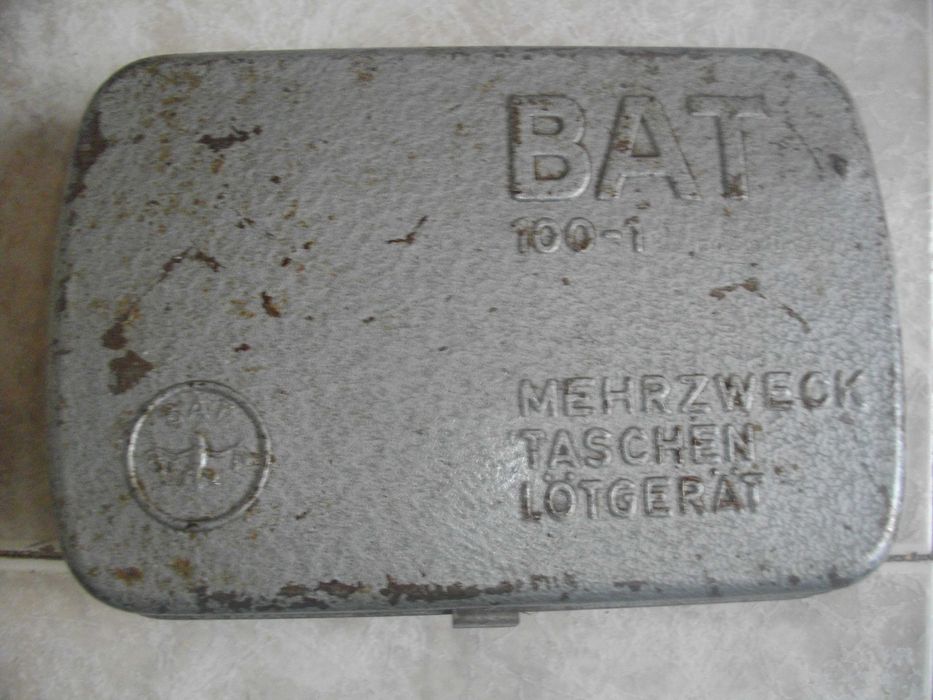 BAT
100-1
MEHRZWECK
TASCHEN
LÖTGERÄT